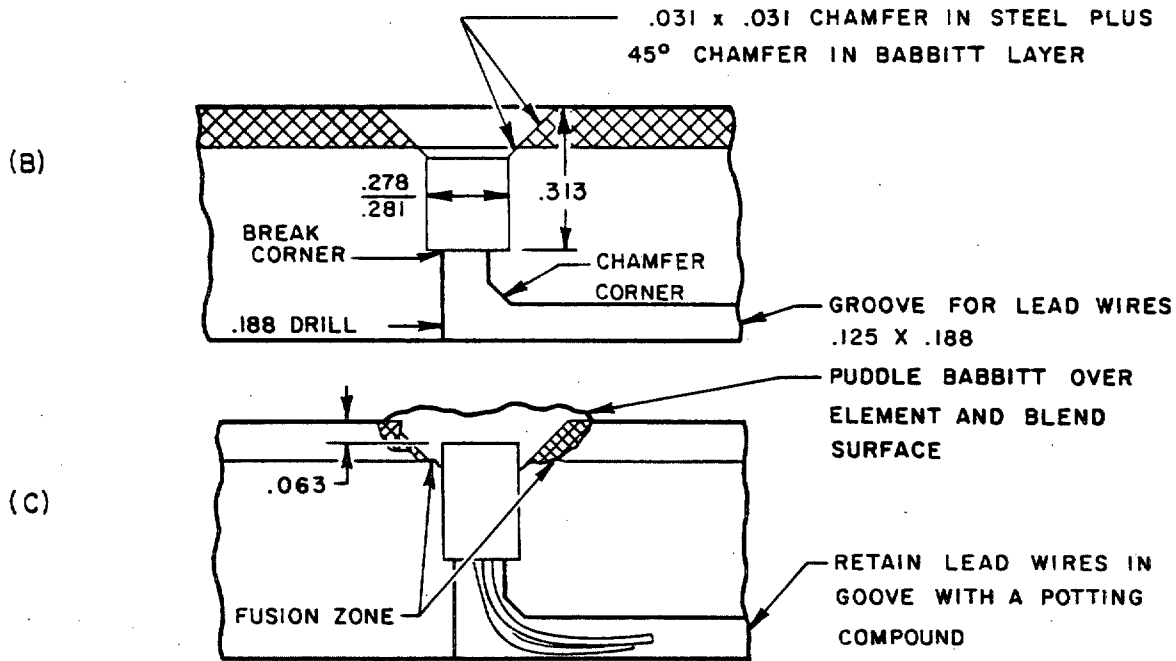 .031 x .031 CHAMFER IN STEEL PLUS
45° CHAMFER IN BABBITT LAYER
(B)
.278
.281
.313
BREAK
CORNER
CHAMFER
CORNER
.188 DRILL
GROOVE FOR LEAD WIRES
.125 X .188
PUDDLE BABBITT OVER
ELEMENT AND BLEND
SURFACE
(C)
.063
FUSION ZONE
RETAIN LEAD WIRES IN
GOOVE WITH A POTTING
COMPOUND